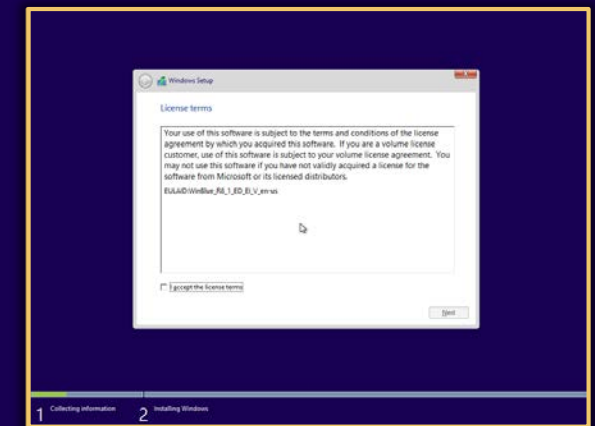 Windows Setup
License terms
Your use of this software is subject to the terms and conditions of the license
agreement by which you acquired this software. If you are a volume license
customer, use of this software is subject to your volume license agreement. You
may not use this software if you have not validly acquired a license for the
software from Microsoft or its licensed distributors.
EULAID:WinBlue_RI_1_ED_EI_V_en-us
I accept the license terms
Next
1 Collecting information 2 Installing Windows